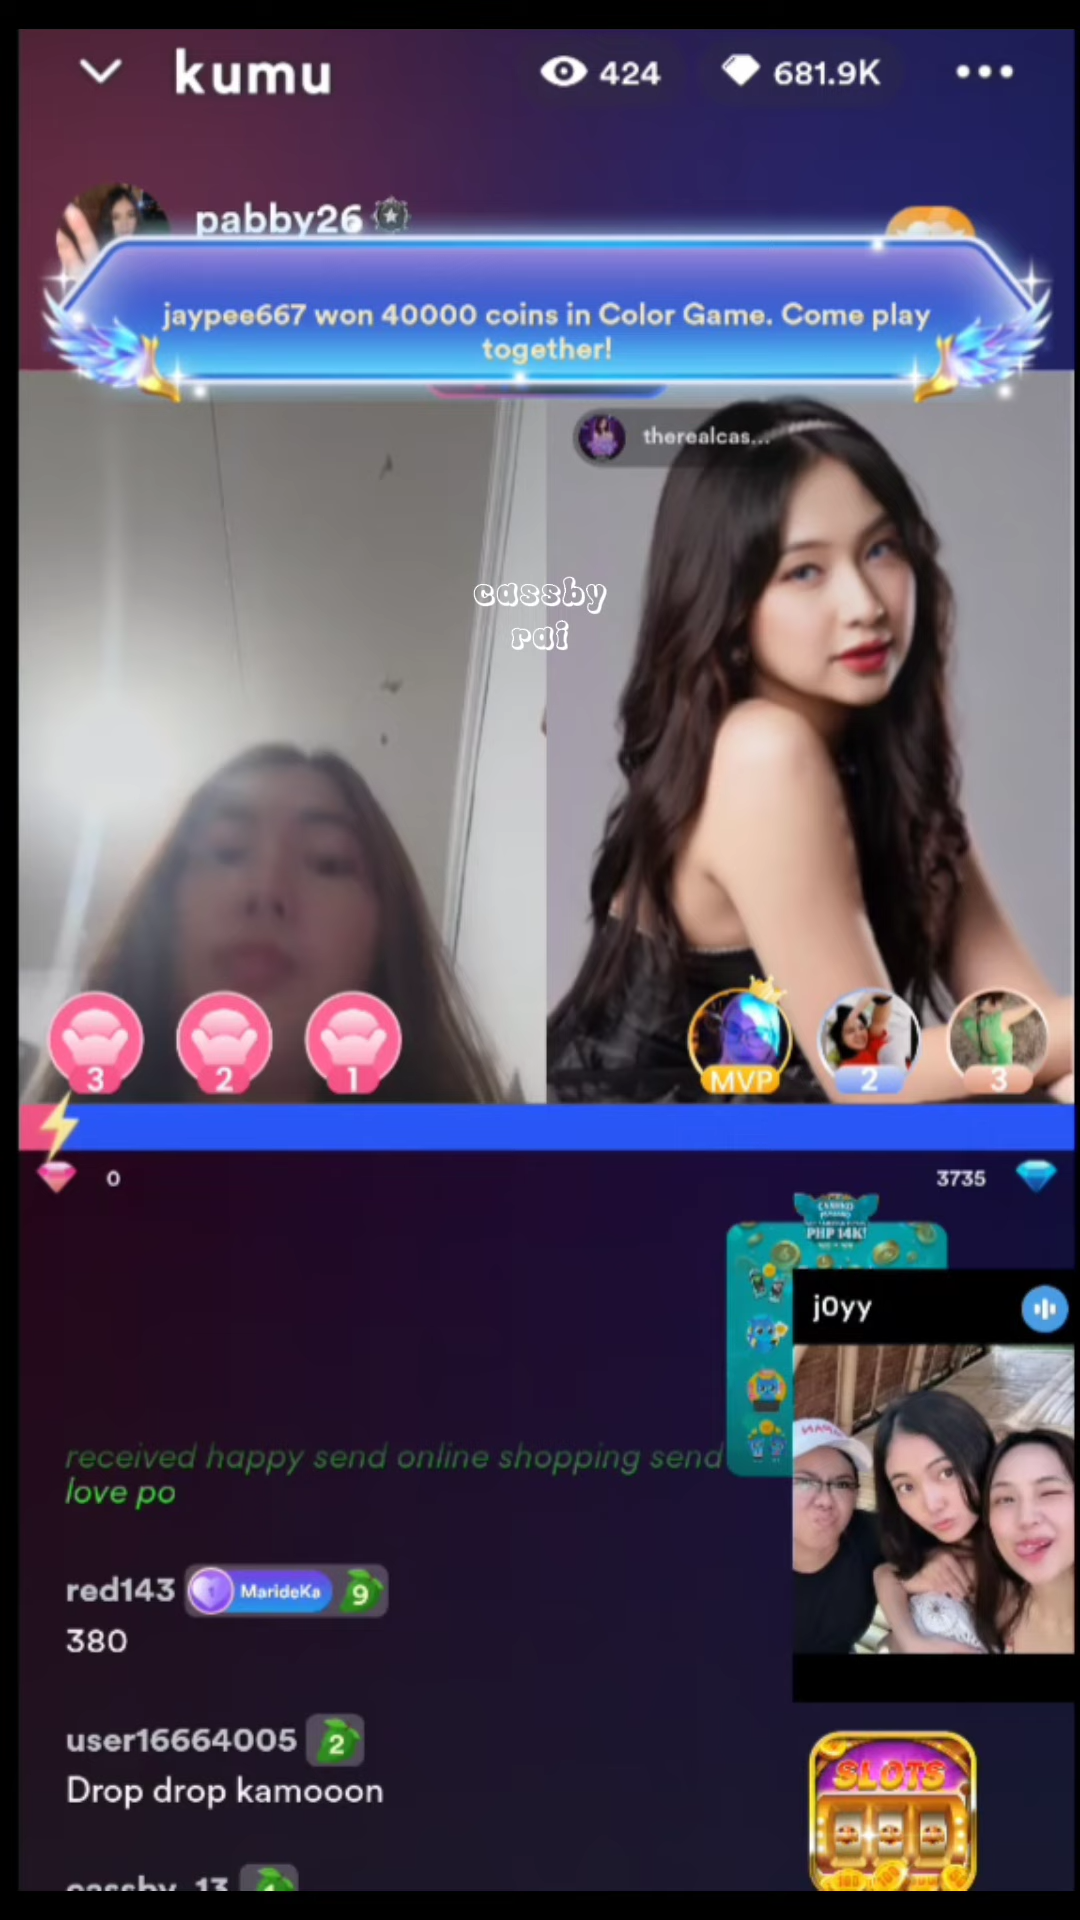 kumu
424
681.9K
pabby26
jaypee667 won 40000 coins in Color Game. Come play
together!
therealcas...
cassby
rai
3
2
1
MVP
2
3
0
3735
PHP 14K!
j0yy
received happy send online shopping send
love po
red143 1 MarideKa 9
380
user16664005 2
Drop drop kamooon
SLOTS
cassby_13